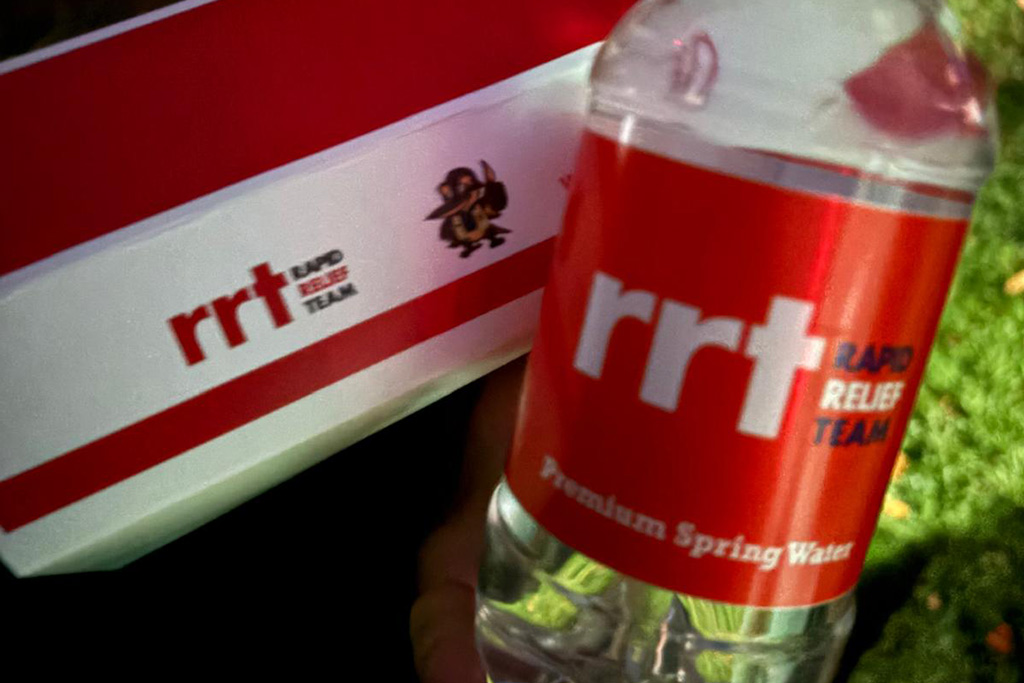 rrt
RAPID
RELIEF
TEAM
rrt
RAPID
RELIEF
TEAM
Premium Spring Water